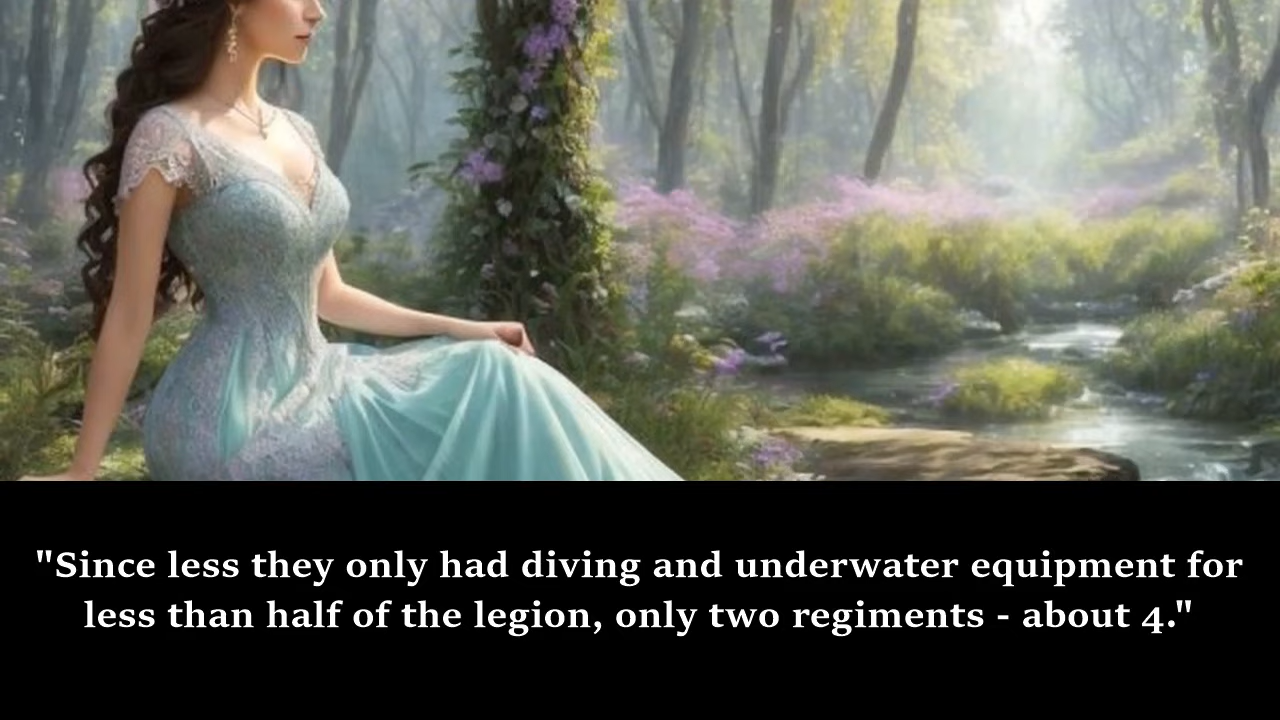 "Since less they only had diving and underwater equipment for
less than half of the legion, only two regiments - about 4."